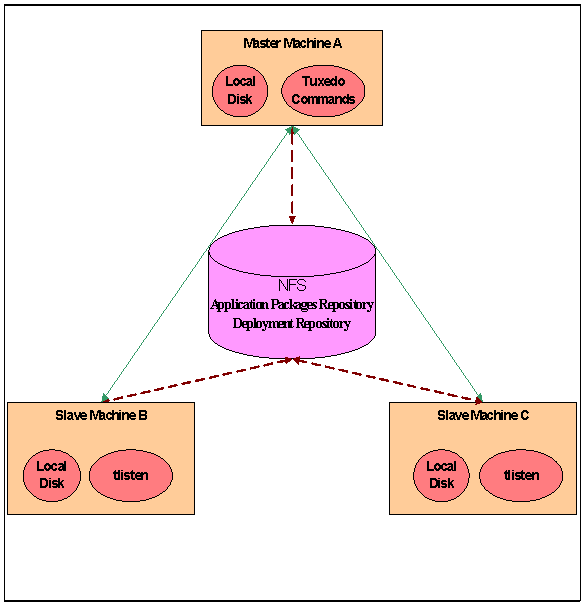 Master Machine A
Local
Disk
Tuxedo
Commands
NFS
Application Packages Repository
Deployment Repository
Slave Machine B
Local
Disk
tlisten
Slave Machine C
Local
Disk
tlisten